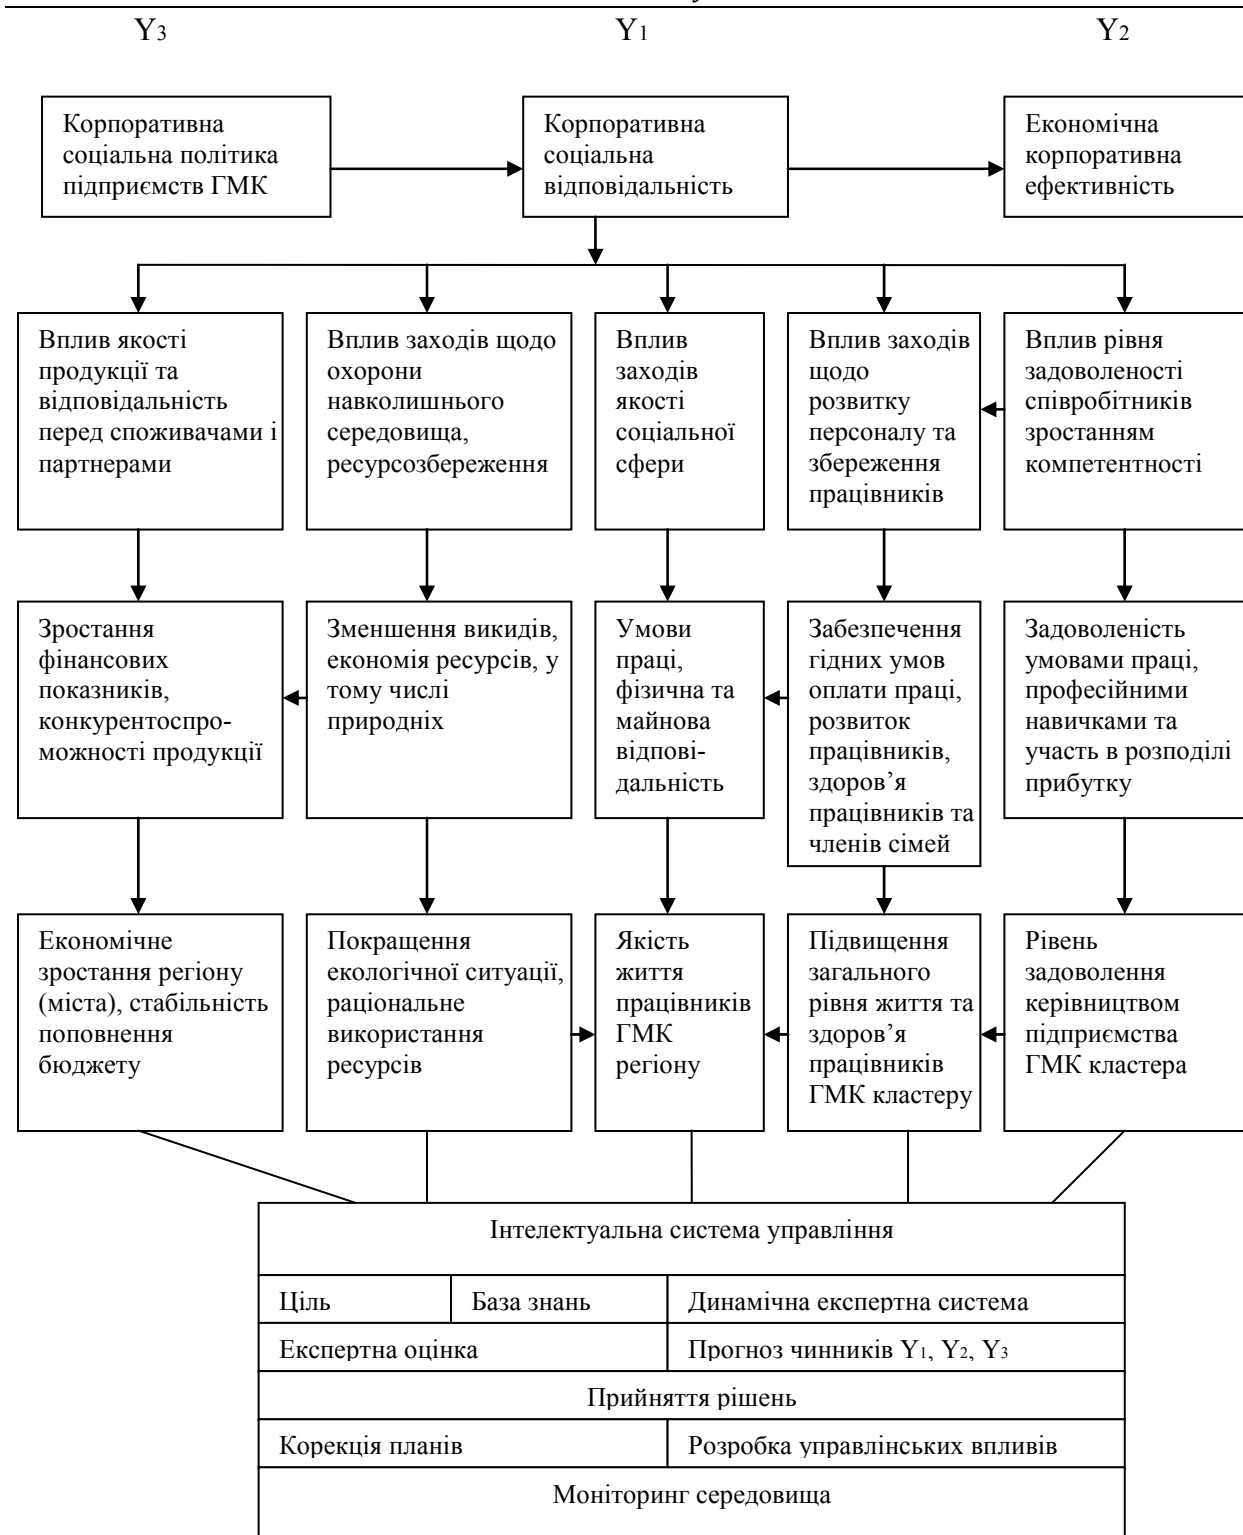 Y3
Y1
Y2
Корпоративна
соціальна політика
підприємств ГМК
Корпоративна
соціальна
відповідальність
Економічна
корпоративна
ефективність
Вплив якості
продукції та
відповідальність
перед споживачами і
партнерами
Вплив заходів щодо
охорони
навколишнього
середовища,
ресурсозбереження
Вплив
заходів
якості
соціальної
сфери
Вплив заходів
щодо
розвитку
персоналу та
збереження
працівників
Вплив рівня
задоволеності
співробітників
зростанням
компетентності
Зростання
фінансових
показників,
конкурентоспро-
можності продукції
Зменшення викидів,
економія ресурсів, у
тому числі
природніх
Умови
праці,
фізична та
майнова
відпові-
дальність
Забезпечення
гідних умов
оплати праці,
розвиток
працівників,
здоров’я
працівників та
членів сімей
Задоволеність
умовами праці,
професійними
навичками та
участь в розподілі
прибутку
Економічне
зростання регіону
(міста), стабільність
поповнення
бюджету
Покращення
екологічної ситуації,
раціональне
використання
ресурсів
Якість
життя
працівників
ГМК
регіону
Підвищення
загального
рівня життя та
здоров’я
працівників
ГМК кластеру
Рівень
задоволення
керівництвом
підприємства
ГМК кластера
Інтелектуальна система управління
Ціль
База знань
Динамічна експертна система
Експертна оцінка
Прогноз чинників Y1, Y2, Y3
Прийняття рішень
Корекція планів
Розробка управлінських впливів
Моніторинг середовища